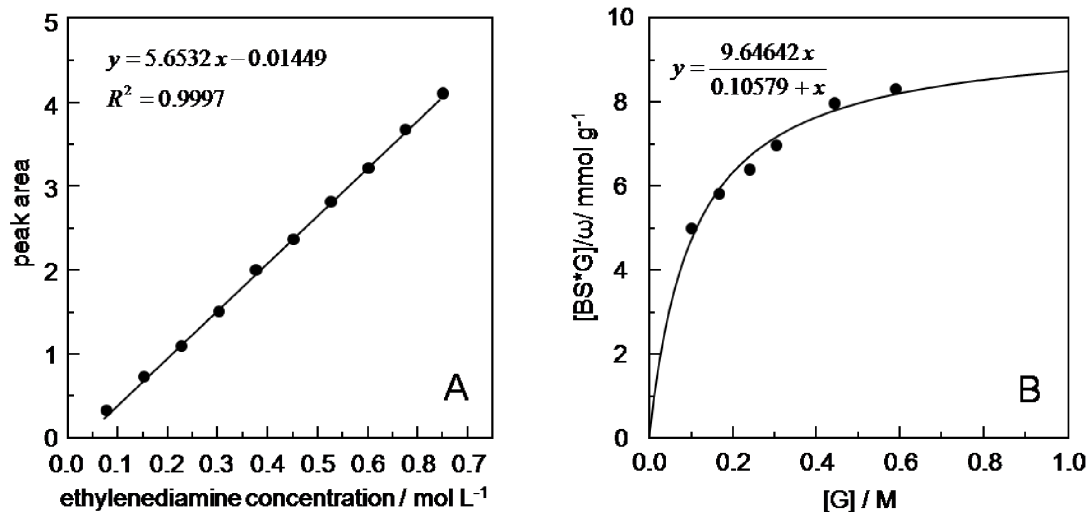 5
4
3
2
1
0
peak area
y = 5.6532 x − 0.01449
R² = 0.9997
A
0.0 0.1 0.2 0.3 0.4 0.5 0.6 0.7
ethylenediamine concentration / mol L⁻¹
10
8
6
4
2
0
[BS*G]/ω/ mmol g⁻¹
y = 9.64642 x / 0.10579 + x
B
0.0 0.2 0.4 0.6 0.8 1.0
[G] / M